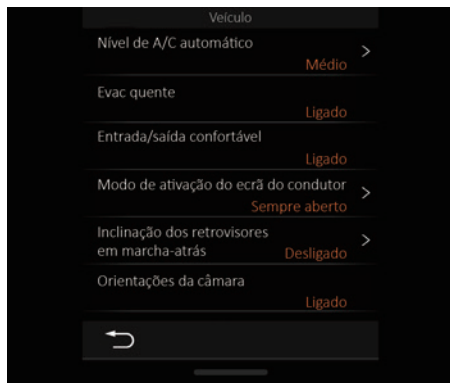 Veículo
Nível de A/C automático
Médio
Evac quente
Ligado
Entrada/saída confortável
Ligado
Modo de ativação do ecrã do condutor
Sempre aberto
Inclinação dos retrovisores
em marcha-atrás
Desligado
Orientações da câmara
Ligado